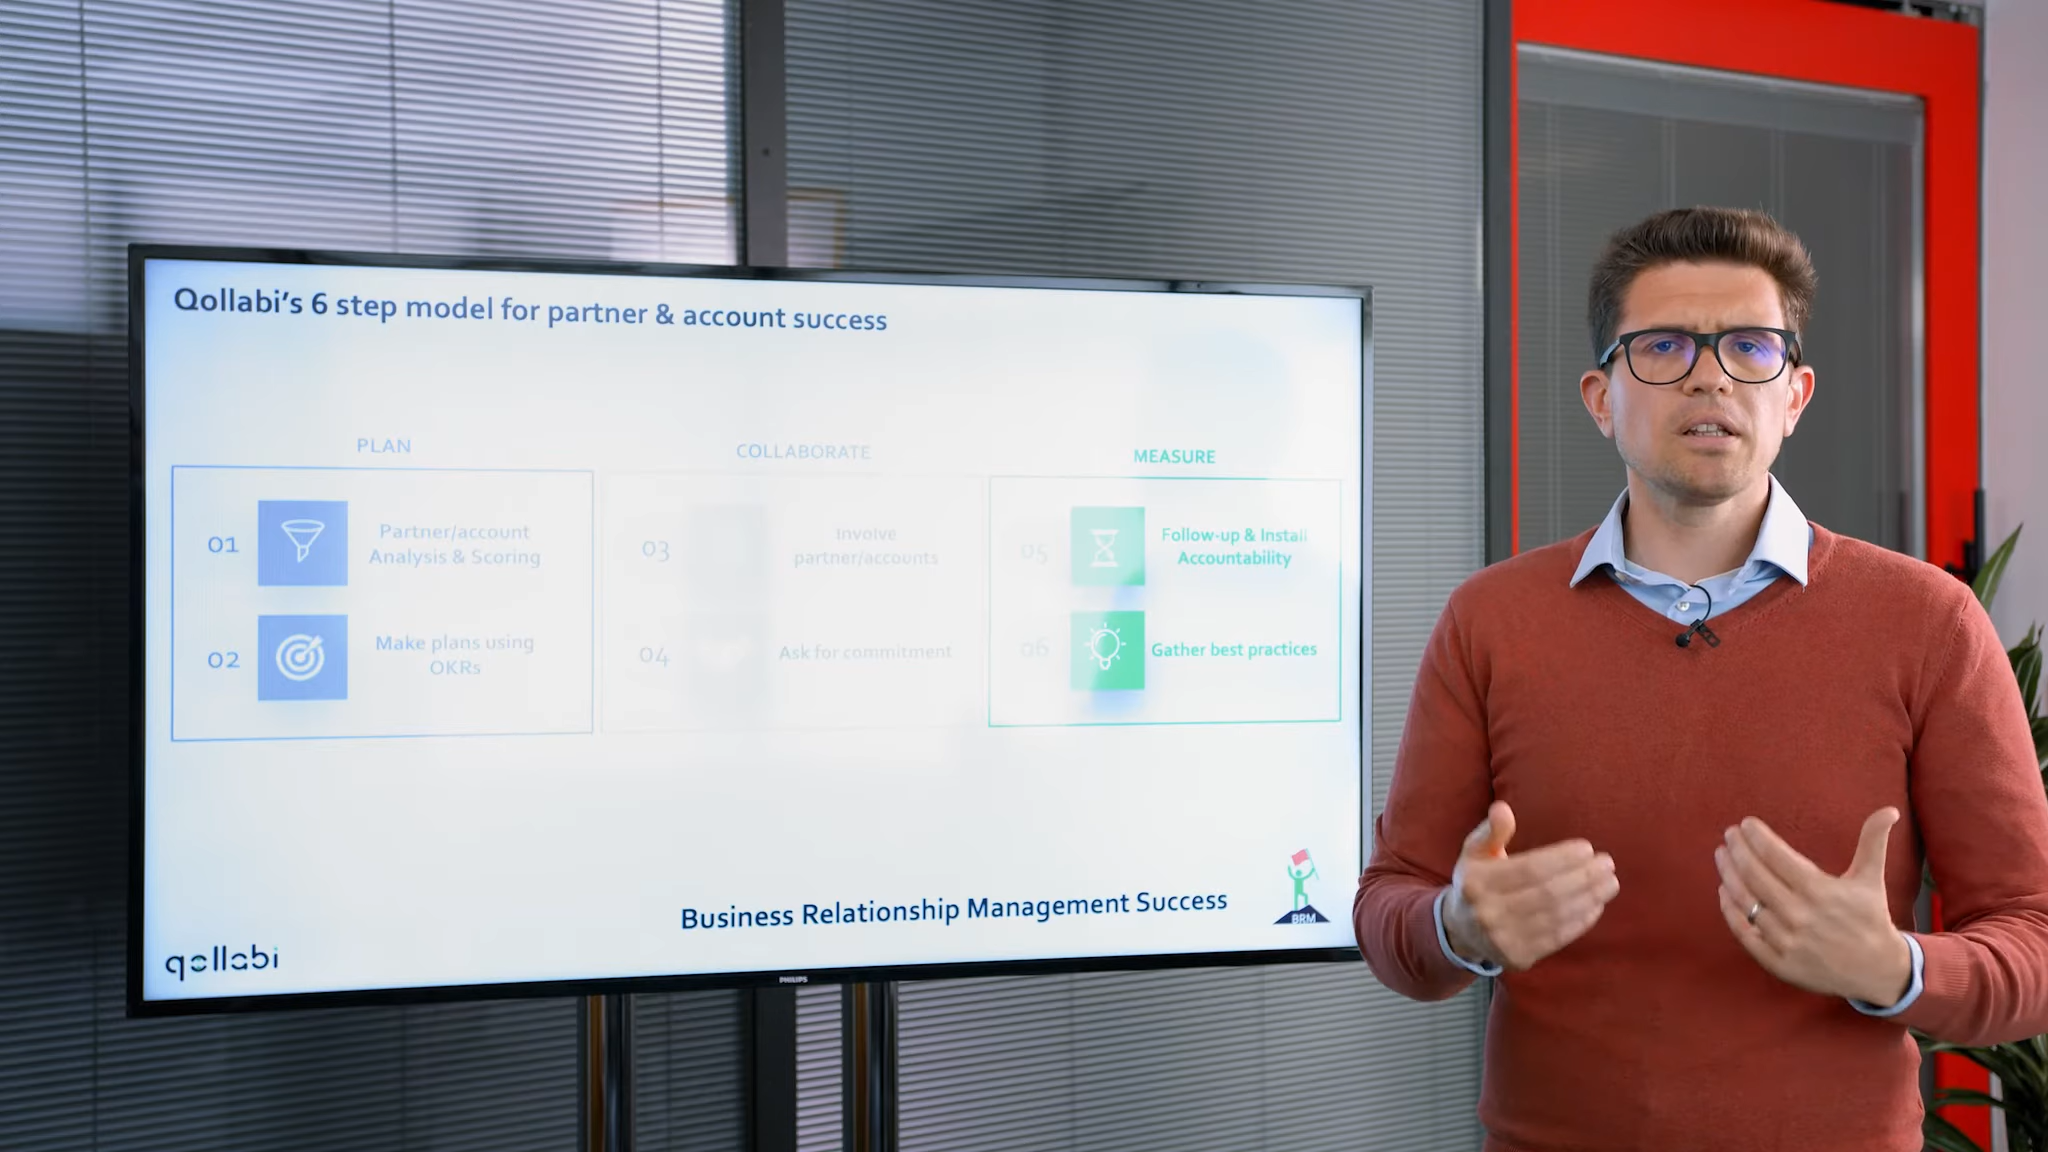 Qollabi's 6 step model for partner & account success
PLAN
01
Partner/account
Analysis & Scoring
02
Make plans using
OKRs
COLLABORATE
03
Involve
partner/accounts
04
Ask for commitment
MEASURE
05
Follow-up & Install
Accountability
06
Gather best practices
Business Relationship Management Success
BRM
qollabi
PHILIPS